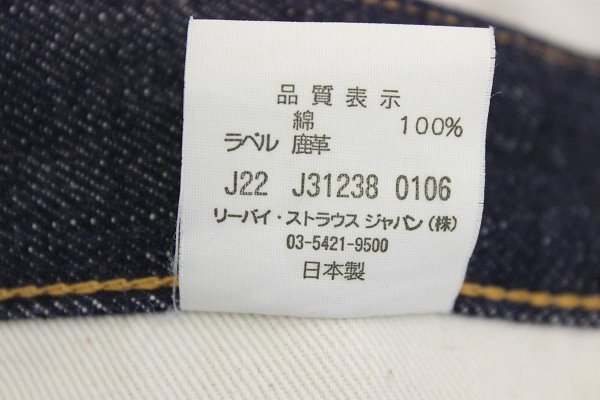 品質表示
綿 100%
ラベル 鹿革
J22 J31238 0106
リーバイ・ストラウス ジャパン(株)
03-5421-9500
日本製